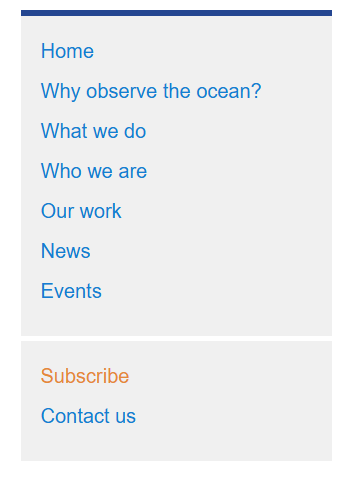 Home
Why observe the ocean?
What we do
Who we are
Our work
News
Events
Subscribe
Contact us